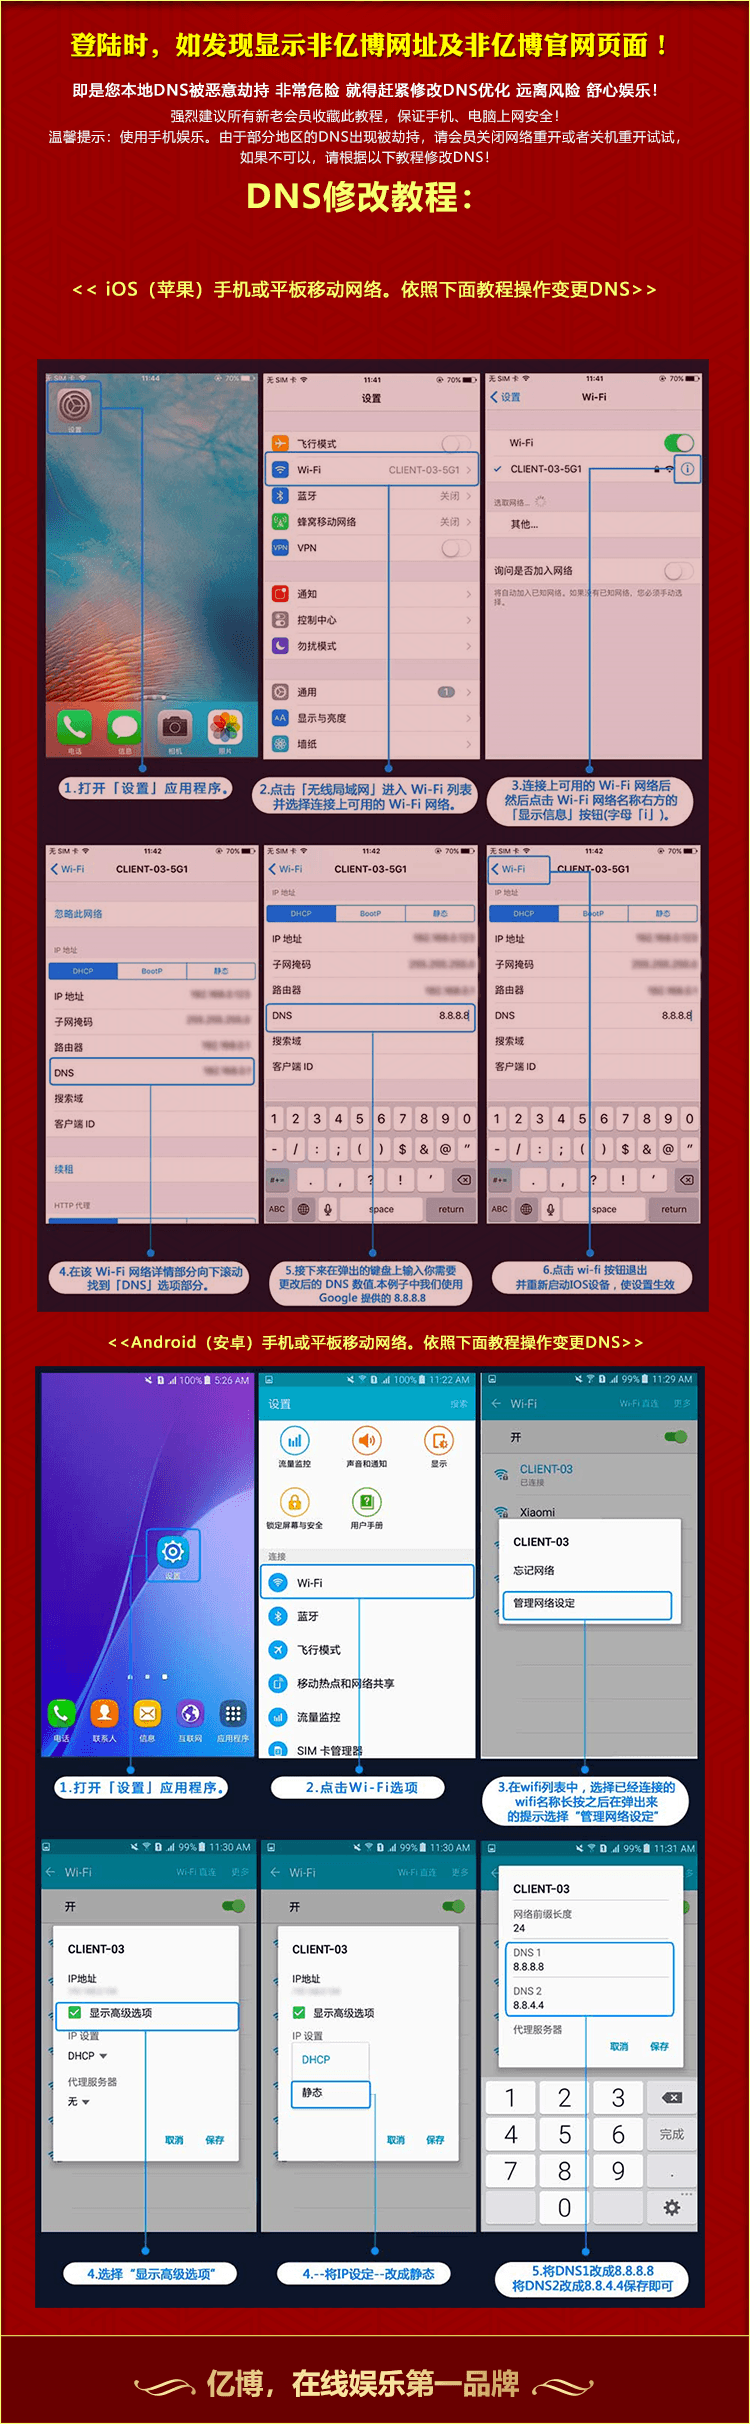 登陆时，如发现显示非亿博网址及非亿博官网页面！
即是您本地DNS被恶意劫持 非常危险 就得赶紧修改DNS优化 远离风险 舒心娱乐！
强烈建议所有新老会员收藏此教程，保证手机、电脑上网安全！
温馨提示：使用手机娱乐。由于部分地区的DNS出现被劫持，请会员关闭网络重开或者关机重开试试，
如果不可以，请根据以下教程修改DNS！
DNS修改教程：
<< iOS（苹果）手机或平板移动网络。依照下面教程操作变更DNS>>
无 SIM 卡
11:44
70%
设置
电话
信息
相机
照片
1.打开「设置」应用程序。
无 SIM 卡
11:41
70%
设置
飞行模式
Wi-Fi
CLIENT-03-5G1
蓝牙
关闭
蜂窝移动网络
关闭
VPN
VPN
通知
控制中心
勿扰模式
通用
1
AA
显示与亮度
墙纸
2.点击「无线局域网」进入 Wi-Fi 列表
并选择连接上可用的 Wi-Fi 网络。
无 SIM 卡
11:41
70%
设置
Wi-Fi
Wi-Fi
CLIENT-03-5G1
选取网络...
其他...
询问是否加入网络
将自动加入已知网络。如果没有已知网络，您必须手动选
择。
3.连接上可用的 Wi-Fi 网络后
然后点击 Wi-Fi 网络名称右方的
「显示信息」按钮(字母「i」)。
无 SIM 卡
11:42
70%
Wi-Fi
CLIENT-03-5G1
忽略此网络
IP 地址
DHCP
BootP
静态
IP 地址
子网掩码
路由器
DNS
搜索域
客户端 ID
续租
HTTP 代理
4.在该 Wi-Fi 网络详情部分向下滚动
找到「DNS」选项部分。
无 SIM 卡
11:42
70%
Wi-Fi
CLIENT-03-5G1
IP 地址
DHCP
BootP
静态
IP 地址
子网掩码
路由器
DNS
8.8.8.8
搜索域
客户端 ID
1 2 3 4 5 6 7 8 9 0
- / : ; ( ) $ & @ “
#+= . , ? ! ’
ABC
space
return
5.接下来在弹出的键盘上输入你需要
更改后的 DNS 数值.本例子中我们使用
Google 提供的 8.8.8.8
无 SIM 卡
11:42
70%
Wi-Fi
CLIENT-03-5G1
IP 地址
DHCP
BootP
静态
IP 地址
子网掩码
路由器
DNS
8.8.8.8
搜索域
客户端 ID
1 2 3 4 5 6 7 8 9 0
- / : ; ( ) $ & @ “
#+= . , ? ! ’
ABC
space
return
6.点击 wi-fi 按钮退出
并重新启动IOS设备，使设置生效
<<Android（安卓）手机或平板移动网络。依照下面教程操作变更DNS>>
100% 5:26 AM
设置
电话
联系人
信息
互联网
应用程序
1.打开「设置」应用程序。
100% 11:22 AM
设置
搜索
流量监控
声音和通知
显示
锁定屏幕与安全
用户手册
连接
Wi-Fi
蓝牙
飞行模式
移动热点和网络共享
流量监控
SIM 卡管理器
2.点击Wi-Fi选项
99% 11:29 AM
Wi-Fi
Wi-Fi 直连
更多
开
CLIENT-03
已连接
Xiaomi
CLIENT-03
忘记网络
管理网络设定
3.在wifi列表中，选择已经连接的
wifi名称长按之后在弹出来
的提示选择“管理网络设定”
99% 11:30 AM
Wi-Fi
Wi-Fi 直连
更多
开
CLIENT-03
IP地址
显示高级选项
IP 设置
DHCP
代理服务器
无
取消
保存
4.选择“显示高级选项”
99% 11:30 AM
Wi-Fi
Wi-Fi 直连
更多
开
CLIENT-03
IP地址
显示高级选项
IP 设置
DHCP
静态
取消
保存
4.--将IP设定--改成静态
99% 11:31 AM
CLIENT-03
网络前缀长度
24
DNS 1
8.8.8.8
DNS 2
8.8.4.4
代理服务器
取消
保存
1 2 3
4 5 6 完成
7 8 9 .
0
5.将DNS1改成8.8.8.8
将DNS2改成8.8.4.4保存即可
亿博，在线娱乐第一品牌